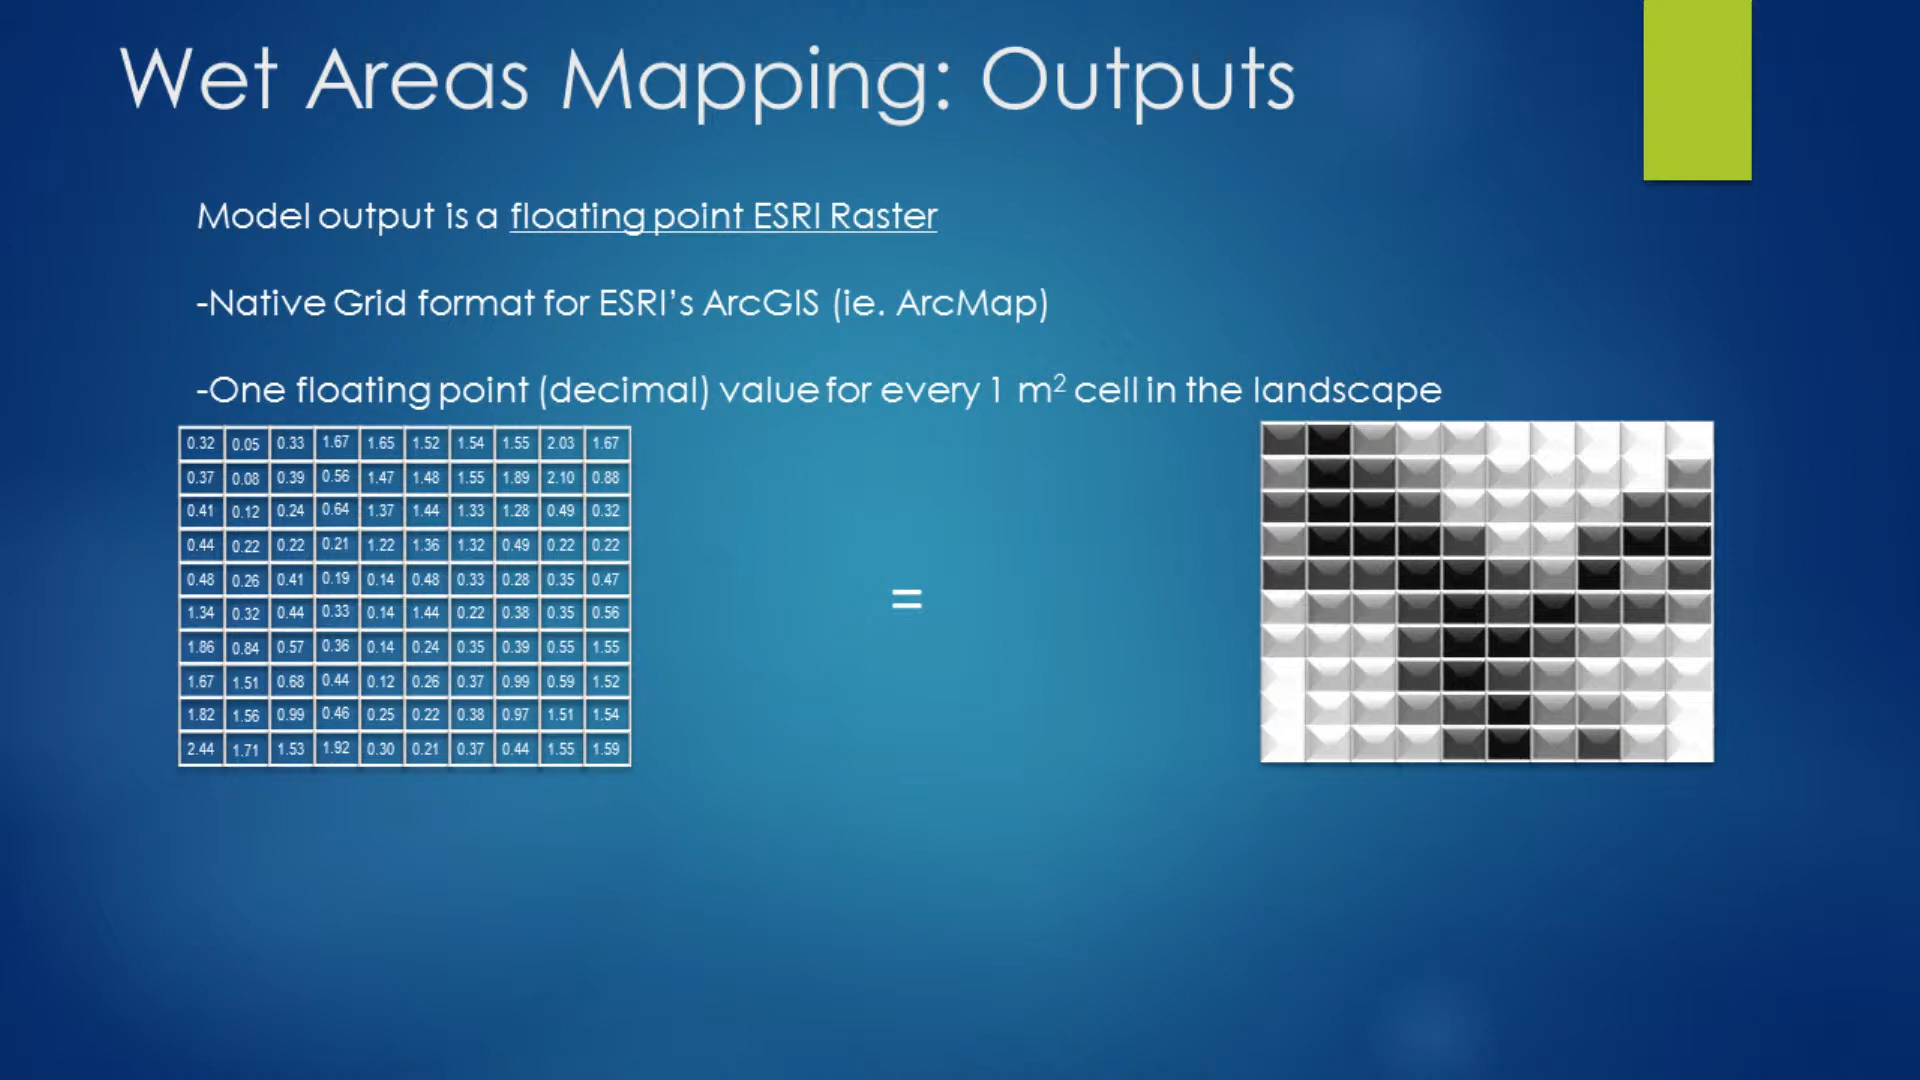 Wet Areas Mapping: Outputs
Model output is a floating point ESRI Raster
-Native Grid format for ESRI’s ArcGIS (ie. ArcMap)
-One floating point (decimal) value for every 1 m² cell in the landscape
0.32 0.05 0.33 1.67 1.65 1.52 1.54 1.55 2.03 1.67
0.37 0.08 0.39 0.56 1.47 1.48 1.55 1.89 2.10 0.88
0.41 0.12 0.24 0.64 1.37 1.44 1.33 1.28 0.49 0.32
0.44 0.22 0.22 0.21 1.22 1.36 1.32 0.49 0.22 0.22
0.48 0.26 0.41 0.19 0.14 0.48 0.33 0.28 0.35 0.47
1.34 0.32 0.44 0.33 0.14 1.44 0.22 0.38 0.35 0.56
1.86 0.84 0.57 0.36 0.14 0.24 0.35 0.39 0.55 1.55
1.67 1.51 0.68 0.44 0.12 0.26 0.37 0.99 0.59 1.52
1.82 1.56 0.99 0.46 0.25 0.22 0.38 0.97 1.51 1.54
2.44 1.71 1.53 1.92 0.30 0.21 0.37 0.44 1.55 1.59
=